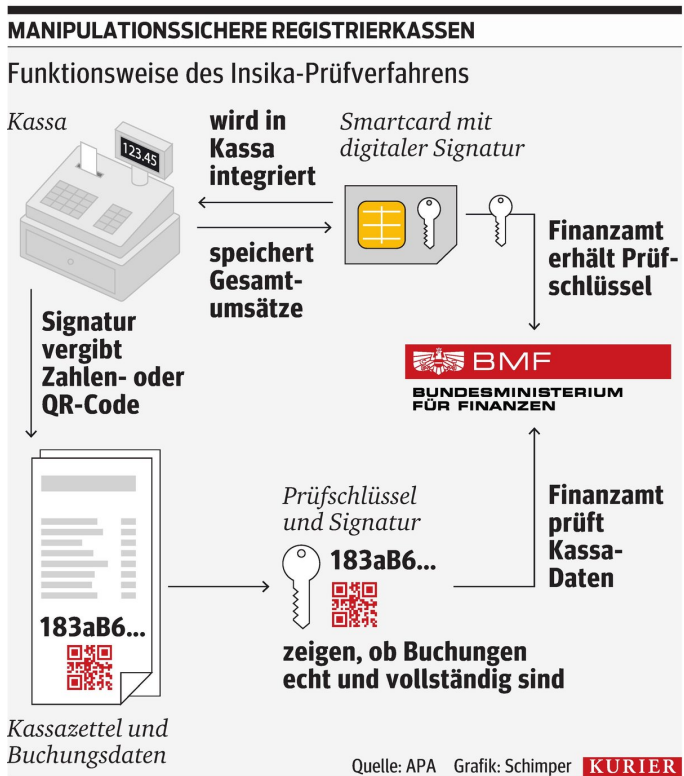 MANIPULATIONSSICHERE REGISTRIERKASSEN
Funktionsweise des Insika-Prüfverfahrens
Kassa
123.45
wird in
Kassa
integriert
Smartcard mit
digitaler Signatur
speichert
Gesamt-
umsätze
Finanzamt
erhält Prüf-
schlüssel
Signatur
vergibt
Zahlen- oder
QR-Code
BMF
BUNDESMINISTERIUM
FÜR FINANZEN
183aB6...
Kassazettel und
Buchungsdaten
Prüfschlüssel
und Signatur
183aB6...
zeigen, ob Buchungen
echt und vollständig sind
Finanzamt
prüft
Kassa-
Daten
Quelle: APA Grafik: Schimper KURIER